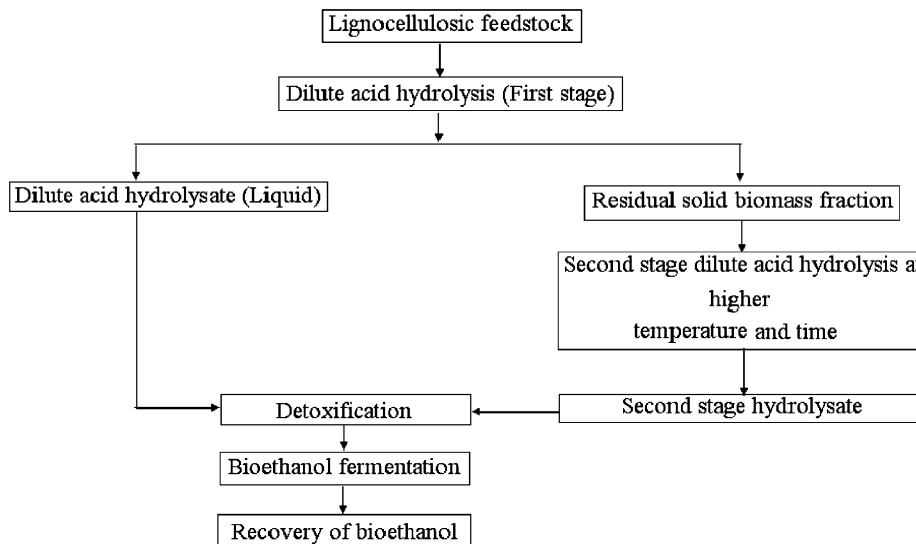 Lignocellulosic feedstock
Dilute acid hydrolysis (First stage)
Dilute acid hydrolysate (Liquid)
Residual solid biomass fraction
Second stage dilute acid hydrolysis a
higher
temperature and time
Detoxification
Second stage hydrolysate
Bioethanol fermentation
Recovery of bioethanol